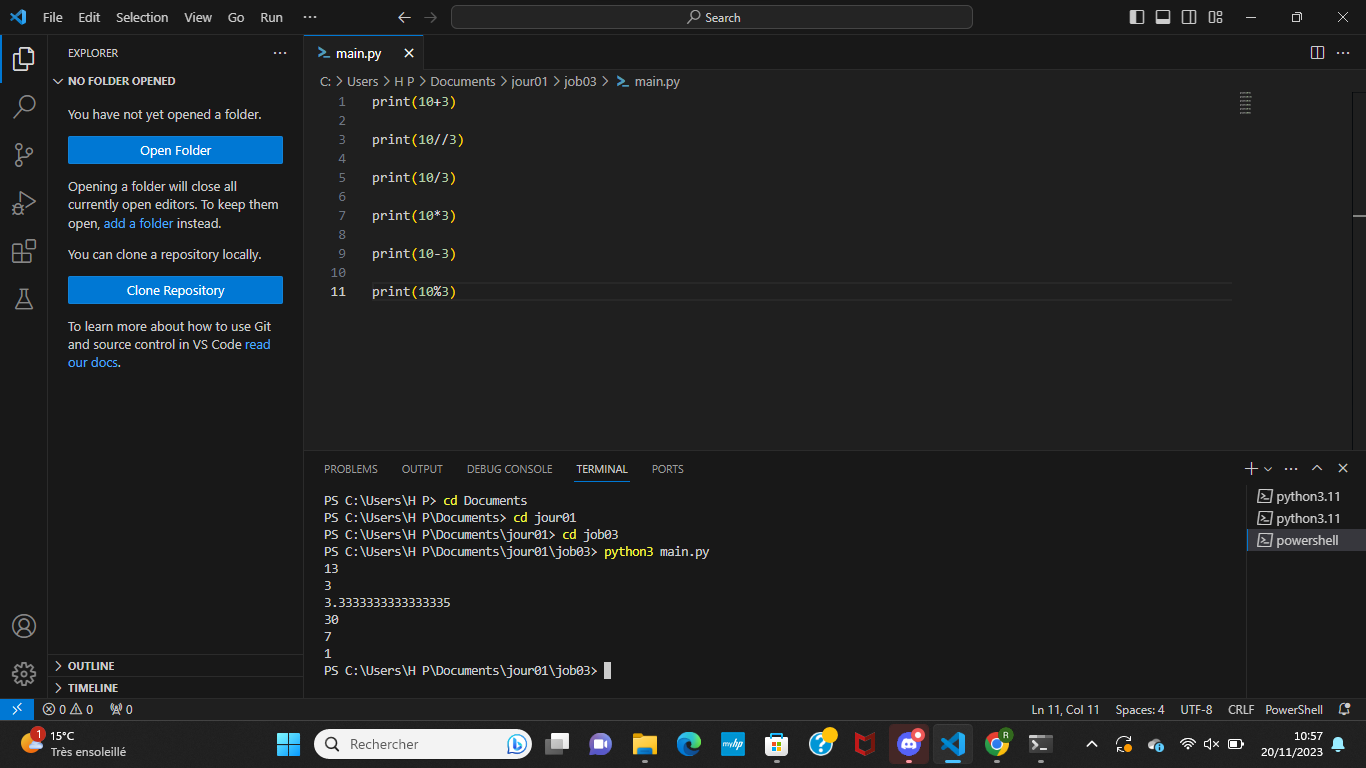 File Edit Selection View Go Run ··· Search
EXPLORER ···
NO FOLDER OPENED
You have not yet opened a folder.
Open Folder
Opening a folder will close all
currently open editors. To keep them
open, add a folder instead.
You can clone a repository locally.
Clone Repository
To learn more about how to use Git
and source control in VS Code read
our docs.
OUTLINE
TIMELINE
main.py
C: > Users > H P > Documents > jour01 > job03 > main.py
1 print(10+3)
2
3 print(10//3)
4
5 print(10/3)
6
7 print(10*3)
8
9 print(10-3)
10
11 print(10%3)
PROBLEMS OUTPUT DEBUG CONSOLE TERMINAL PORTS
PS C:\Users\H P> cd Documents
PS C:\Users\H P\Documents> cd jour01
PS C:\Users\H P\Documents\jour01> cd job03
PS C:\Users\H P\Documents\jour01\job03> python3 main.py
13
3
3.3333333333333335
30
7
1
PS C:\Users\H P\Documents\jour01\job03>
python3.11
python3.11
powershell
0 0 0 Ln 11, Col 11 Spaces: 4 UTF-8 CRLF PowerShell
1
15°C
Très ensoleillé
Rechercher
myhp
R
10:57
20/11/2023